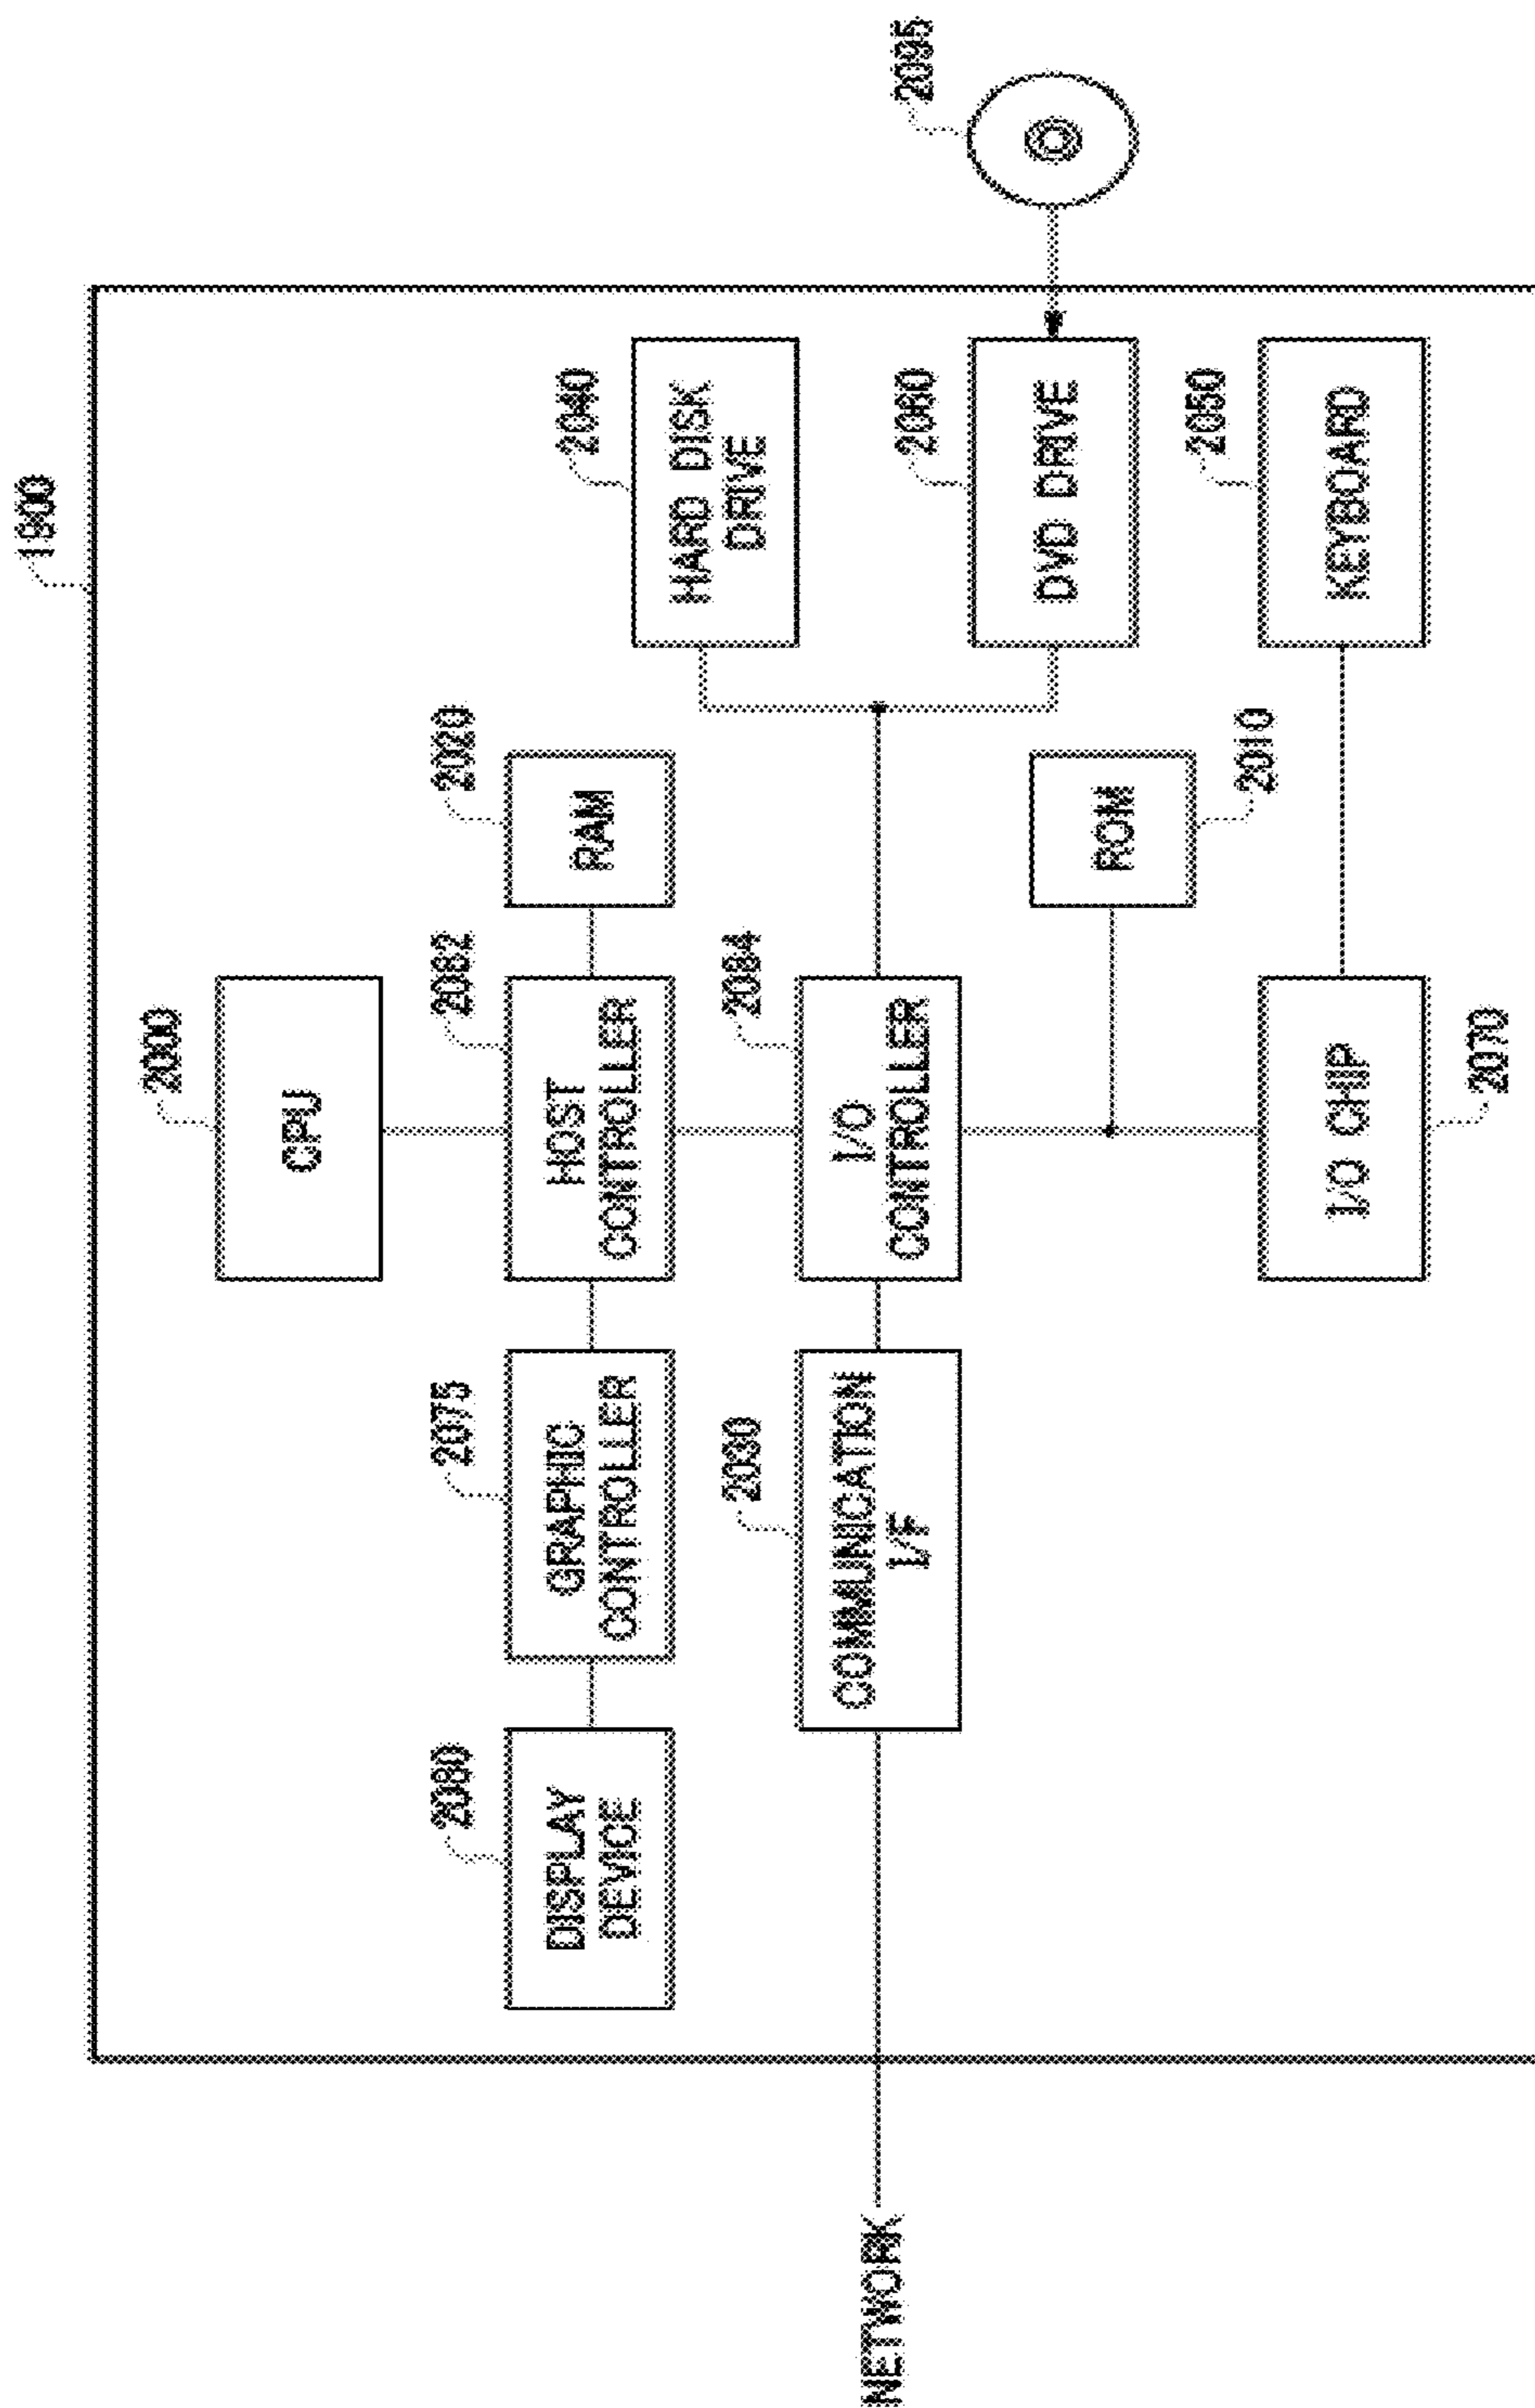 1900
2000
CPU
2080
DISPLAY
DEVICE
2075
GRAPHIC
CONTROLLER
2082
HOST
CONTROLLER
2020
RAM
2040
HARD DISK
DRIVE
NETWORK
2030
COMMUNICATION
I/F
2084
I/O
CONTROLLER
2060
DVD DRIVE
2095
ROM
2010
2050
KEYBOARD
I/O CHIP
2070